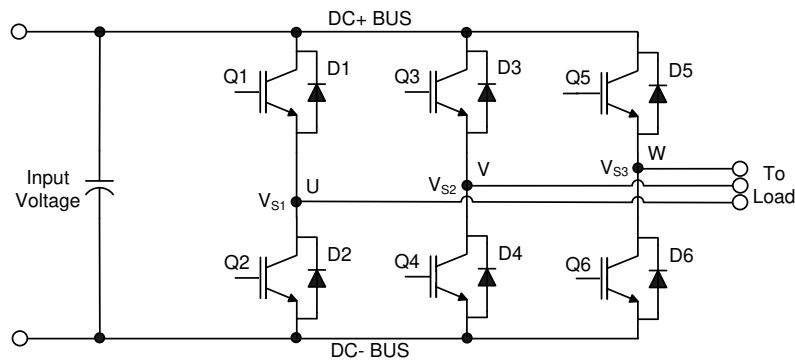 DC+ BUS
Q1
D1
Q3
D3
Q5
D5
Input
Voltage
VS1
U
VS2
V
VS3
W
To
Load
Q2
D2
Q4
D4
Q6
D6
DC- BUS